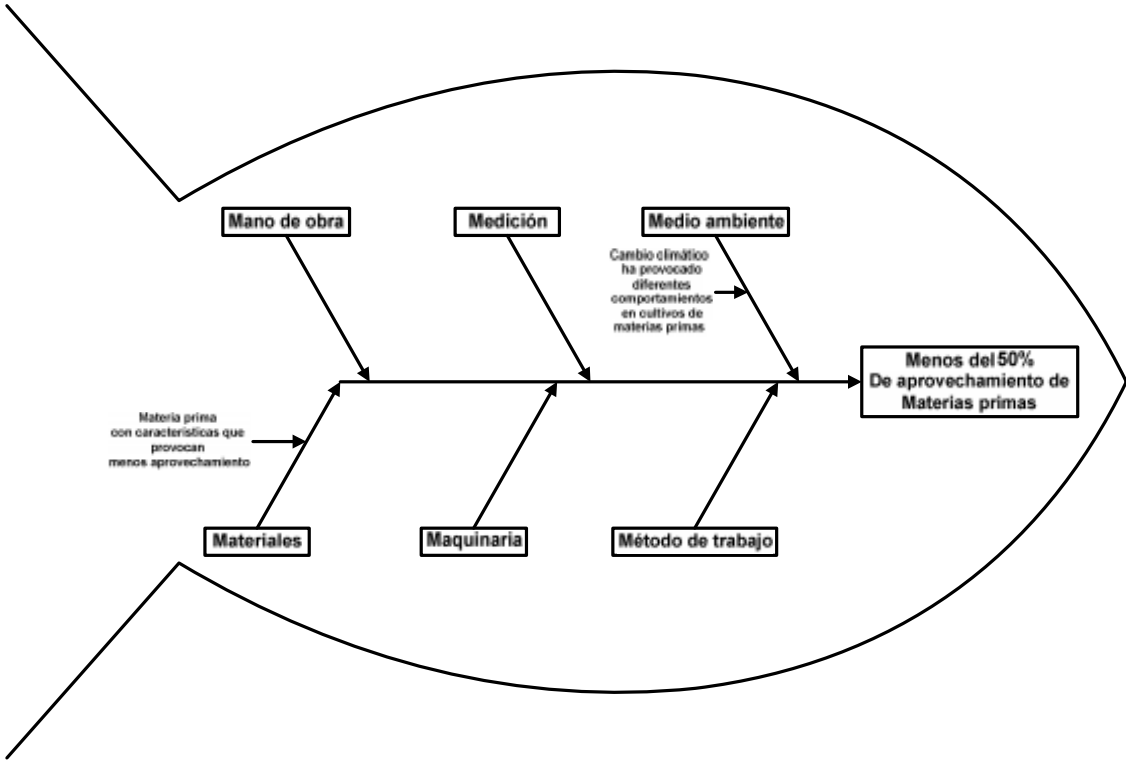 Mano de obra
Medición
Medio ambiente
Cambio climático
ha provocado
diferentes
comportamientos
en cultivos de
materias primas
Menos del 50%
De aprovechamiento de
Materias primas
Materia prima
con características que
provocan
menos aprovechamiento
Materiales
Maquinaria
Método de trabajo